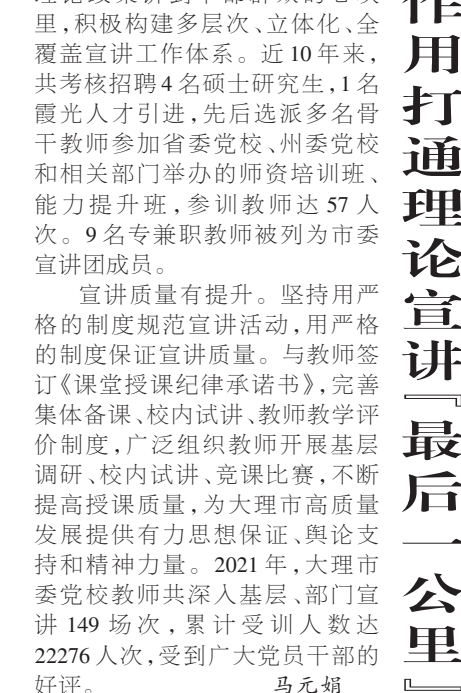 里，积极构建多层次、立体化、全
覆盖宣讲工作体系。近10年来，
共考核招聘4名硕士研究生，1名
霞光人才引进，先后选派多名骨
干教师参加省委党校、州委党校
和相关部门举办的师资培训班、
能力提升班，参训教师达57人
次。9名专兼职教师被列为市委
宣讲团成员。
宣讲质量有提升。坚持用严
格的制度规范宣讲活动，用严格
的制度保证宣讲质量。与教师签
订《课堂授课纪律承诺书》，完善
集体备课、校内试讲、教师教学评
价制度，广泛组织教师开展基层
调研、校内试讲、竞课比赛，不断
提高授课质量，为大理市高质量
发展提供有力思想保证、舆论支
持和精神力量。2021年，大理市
委党校教师共深入基层、部门宣
讲149场次，累计受训人数达
22276人次，受到广大党员干部的
好评。 马元娟
作用打通理论宣讲『最后一公里』